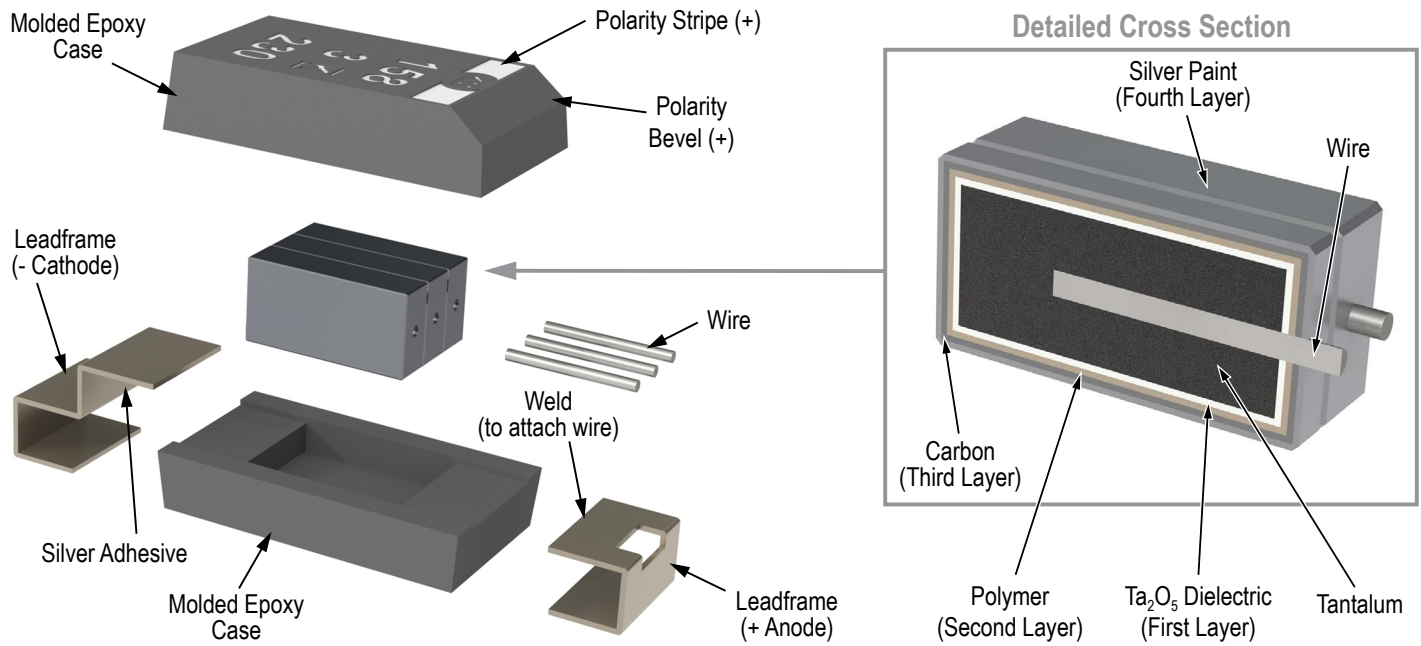 Molded Epoxy
Case
Polarity Stripe (+)
Polarity
Bevel (+)
158
230
Leadframe
(- Cathode)
Silver Adhesive
Wire
Weld
(to attach wire)
Molded Epoxy
Case
Leadframe
(+ Anode)
Detailed Cross Section
Silver Paint
(Fourth Layer)
Wire
Carbon
(Third Layer)
Polymer
(Second Layer)
Ta₂O₅ Dielectric
(First Layer)
Tantalum